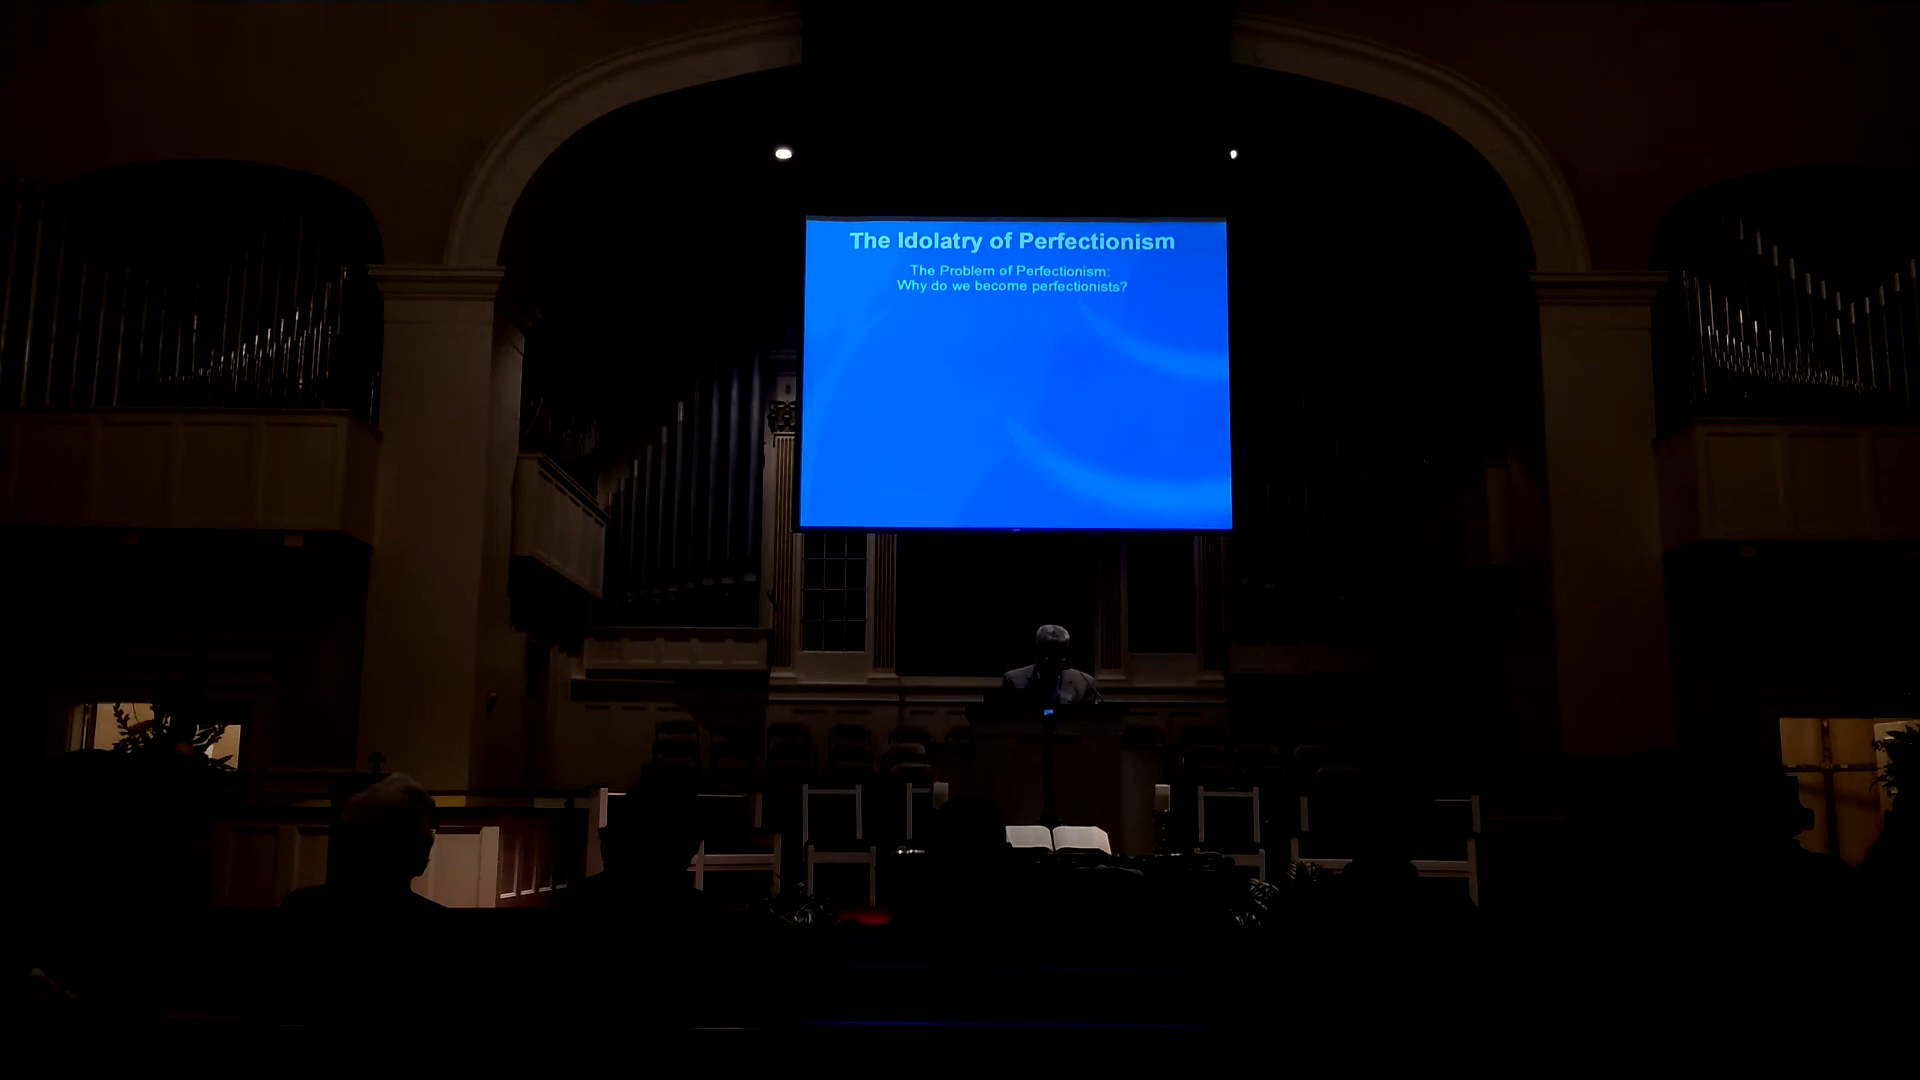 The Idolatry of Perfectionism
The Problem of Perfectionism:
Why do we become perfectionists?